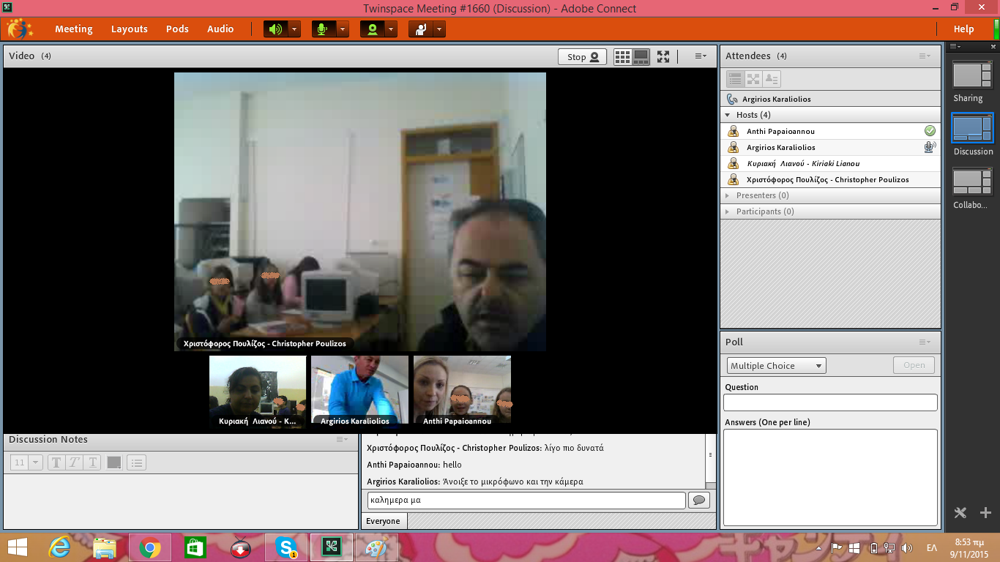 Twinspace Meeting #1660 (Discussion) - Adobe Connect
Meeting Layouts Pods Audio Help
Video (4) Stop
Χριστόφορος Πουλίζος - Christopher Poulizos
Κυριακή Λιανού - Κ...
Argirios Karaliolios
Anthi Papaioannou
Attendees (4)
Argirios Karaliolios
Hosts (4)
Anthi Papaioannou
Argirios Karaliolios
Κυριακή Λιανού - Kiriaki Lianou
Χριστόφορος Πουλίζος - Christopher Poulizos
Presenters (0)
Participants (0)
Sharing
Discussion
Collabo...
Poll
Multiple Choice Open
Question
Answers (One per line)
Discussion Notes
11 T T T
Χριστόφορος Πουλίζος - Christopher Poulizos: λίγο πιο δυνατά
Anthi Papaioannou: hello
Argirios Karaliolios: Άνοιξε το μικρόφωνο και την κάμερα
καλημερα μα
Everyone
1
ΕΛ
8:53 πμ
9/11/2015